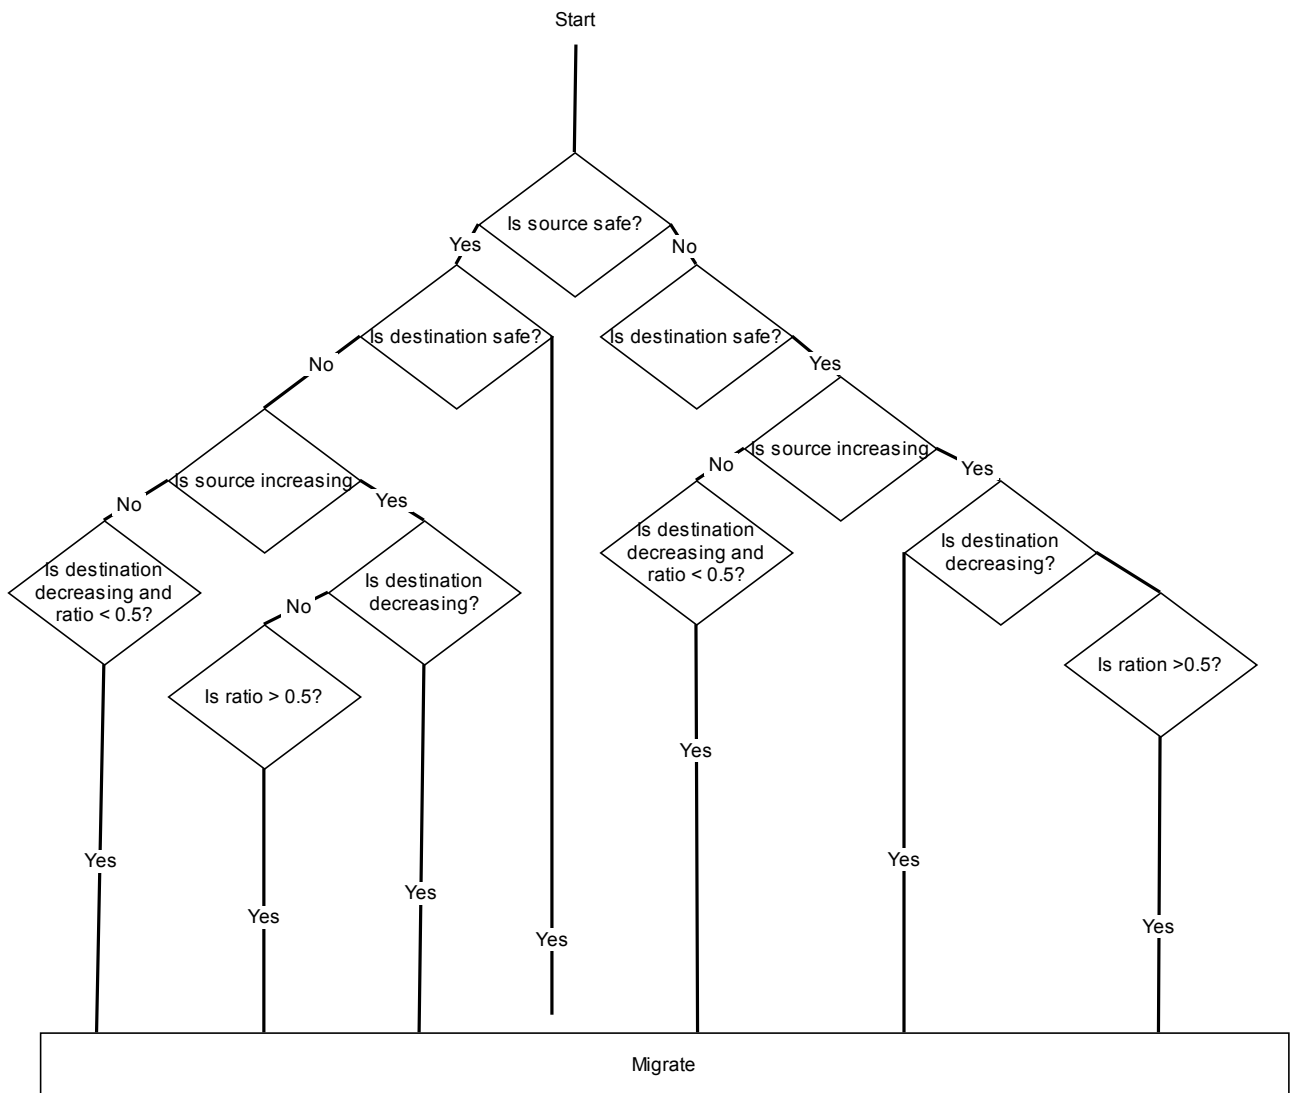 Start
Is source safe?
Yes
No
Is destination safe?
Is destination safe?
No
Yes
Is source increasing
No
Yes
Is source increasing
No
Yes
Is destination
decreasing and
ratio < 0.5?
Is destination
decreasing?
Is destination
decreasing and
ratio < 0.5?
Is destination
decreasing?
No
Is ratio > 0.5?
Is ration >0.5?
Yes
Yes
Yes
Yes
Yes
Yes
Yes
Migrate